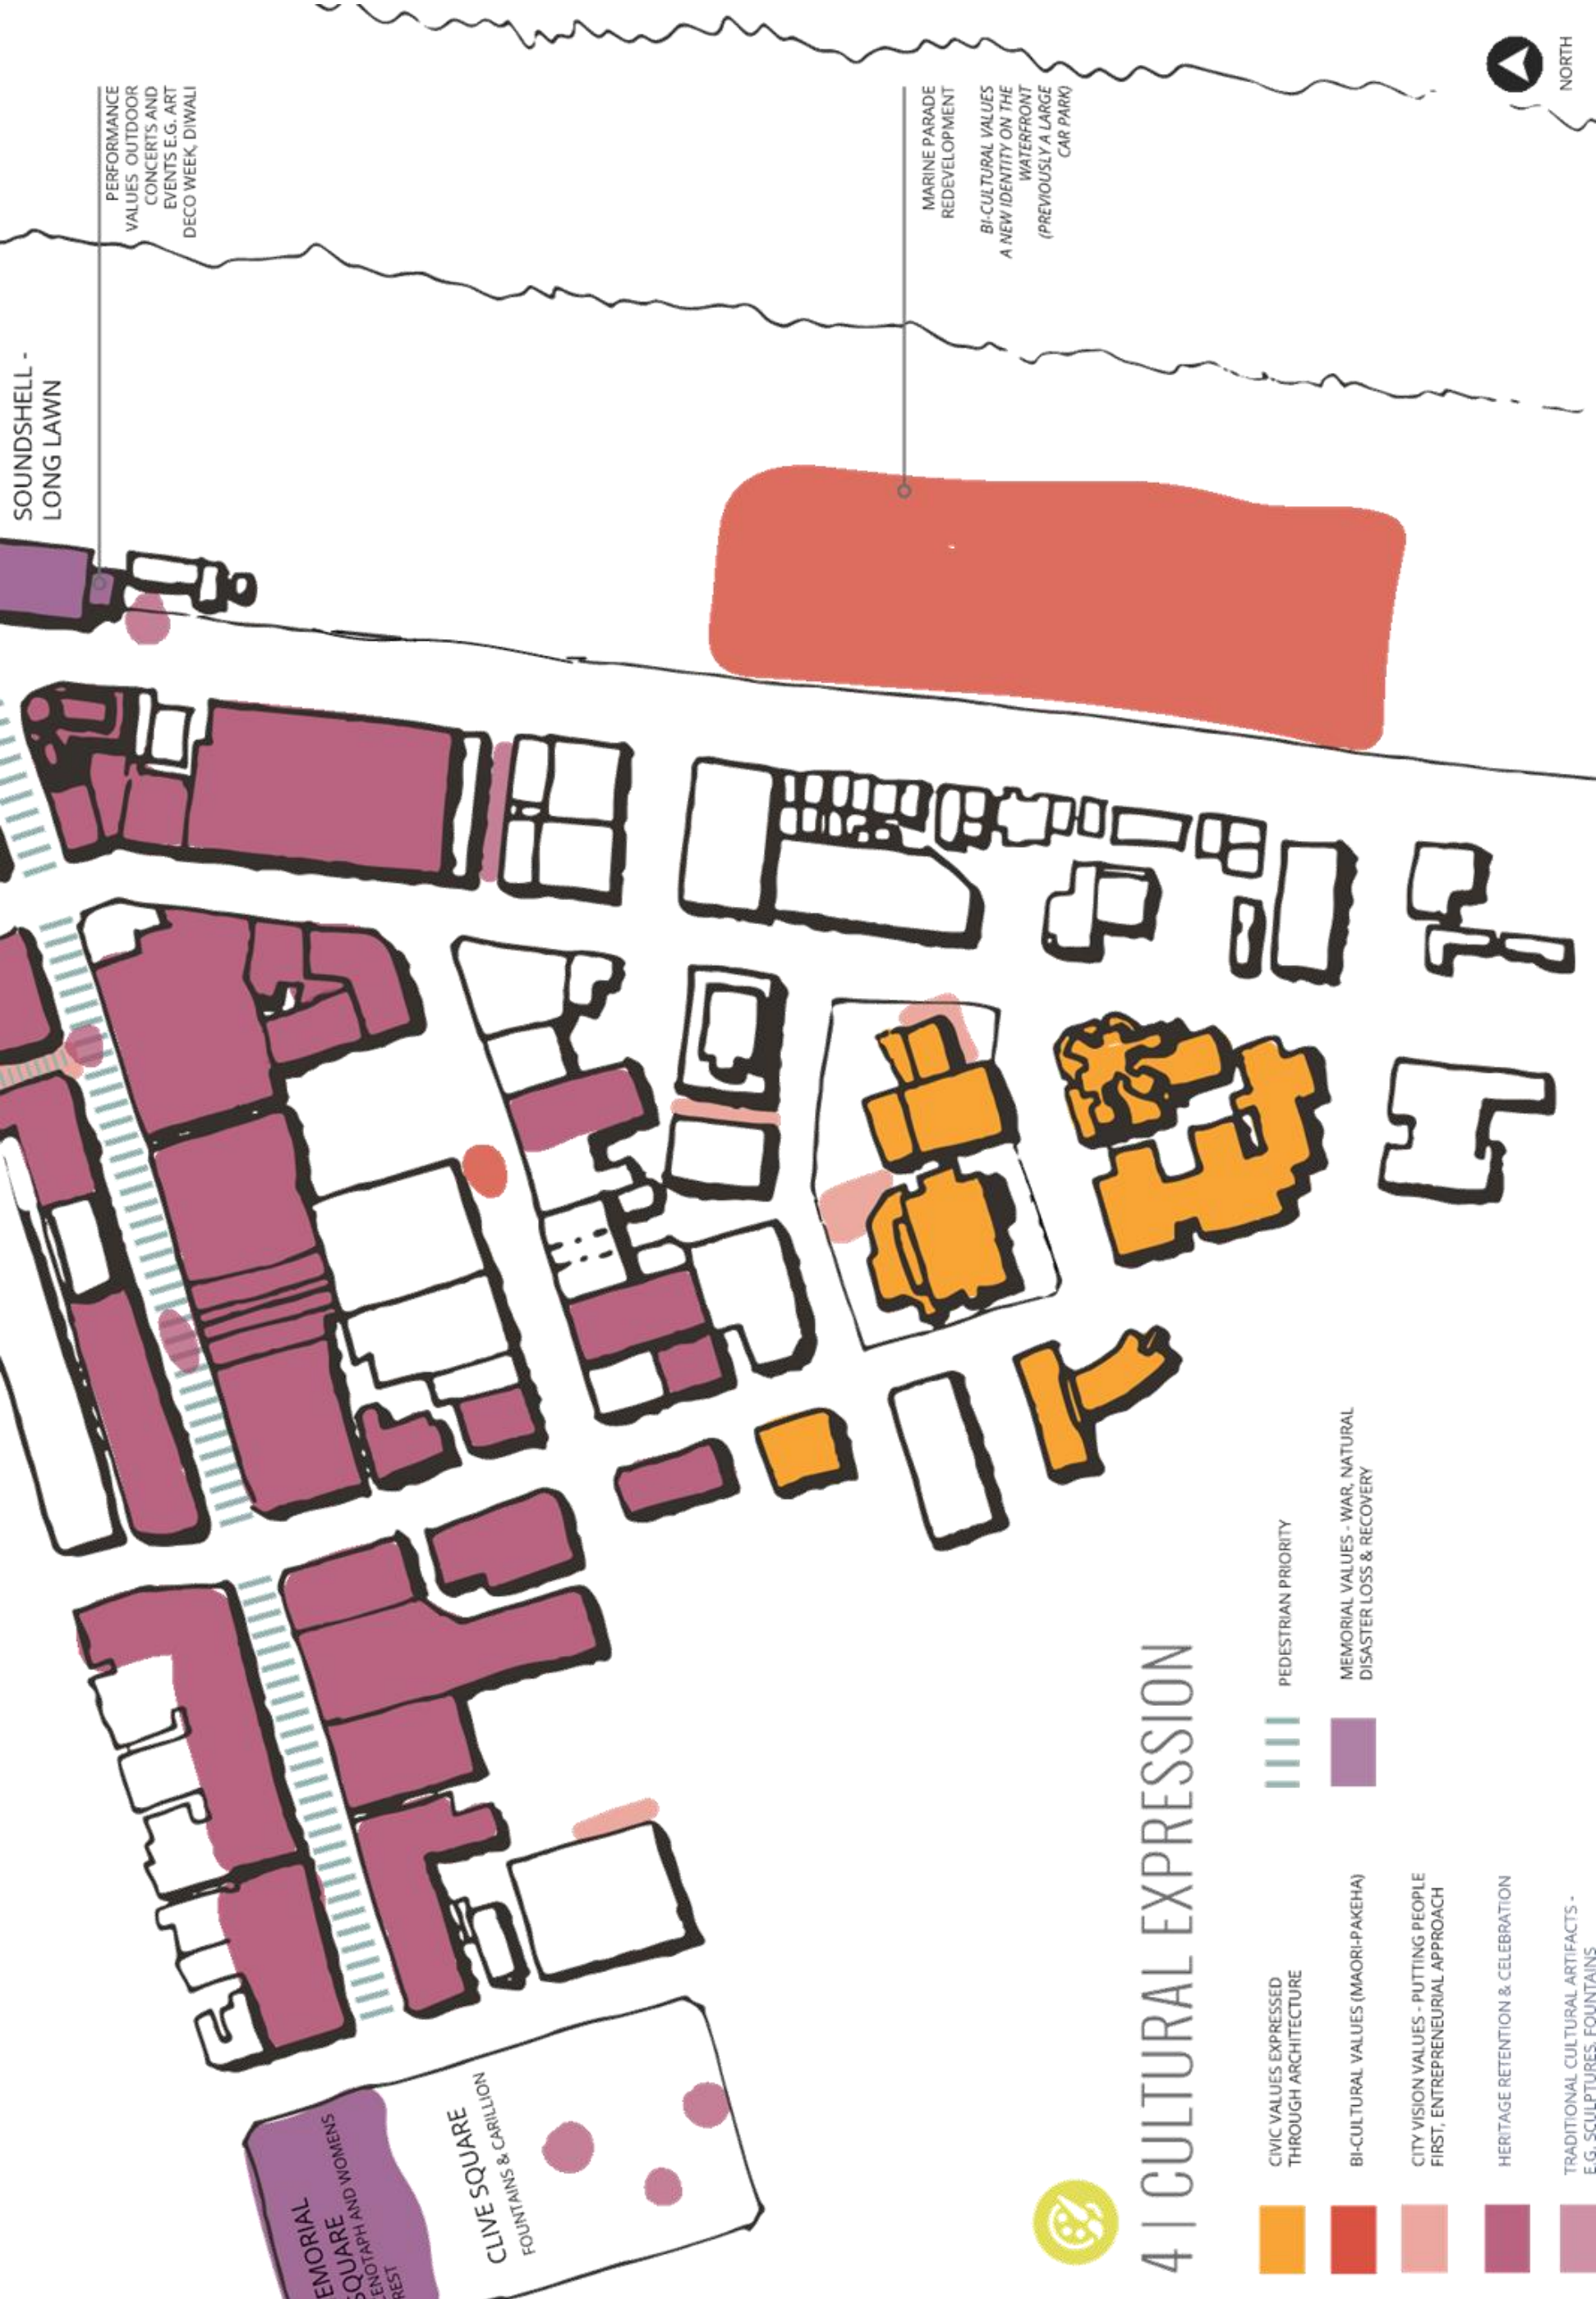 SOUNDSHELL -
LONG LAWN
PERFORMANCE
VALUES OUTDOOR
CONCERTS AND
EVENTS E.G. ART
DECO WEEK, DIWALI
MARINE PARADE
REDEVELOPMENT
BI-CULTURAL VALUES
A NEW IDENTITY ON THE
WATERFRONT
(PREVIOUSLY A LARGE
CAR PARK)
NORTH
EMORIAL
SQUARE
ENOTAPH AND WOMENS
REST
CLIVE SQUARE
FOUNTAINS & CARILLION
4 | CULTURAL EXPRESSION
CIVIC VALUES EXPRESSED
THROUGH ARCHITECTURE
BI-CULTURAL VALUES (MAORI-PAKEHA)
CITY VISION VALUES - PUTTING PEOPLE
FIRST, ENTREPRENEURIAL APPROACH
HERITAGE RETENTION & CELEBRATION
TRADITIONAL CULTURAL ARTIFACTS -
E.G. SCULPTURES, FOUNTAINS
PEDESTRIAN PRIORITY
MEMORIAL VALUES - WAR, NATURAL
DISASTER LOSS & RECOVERY